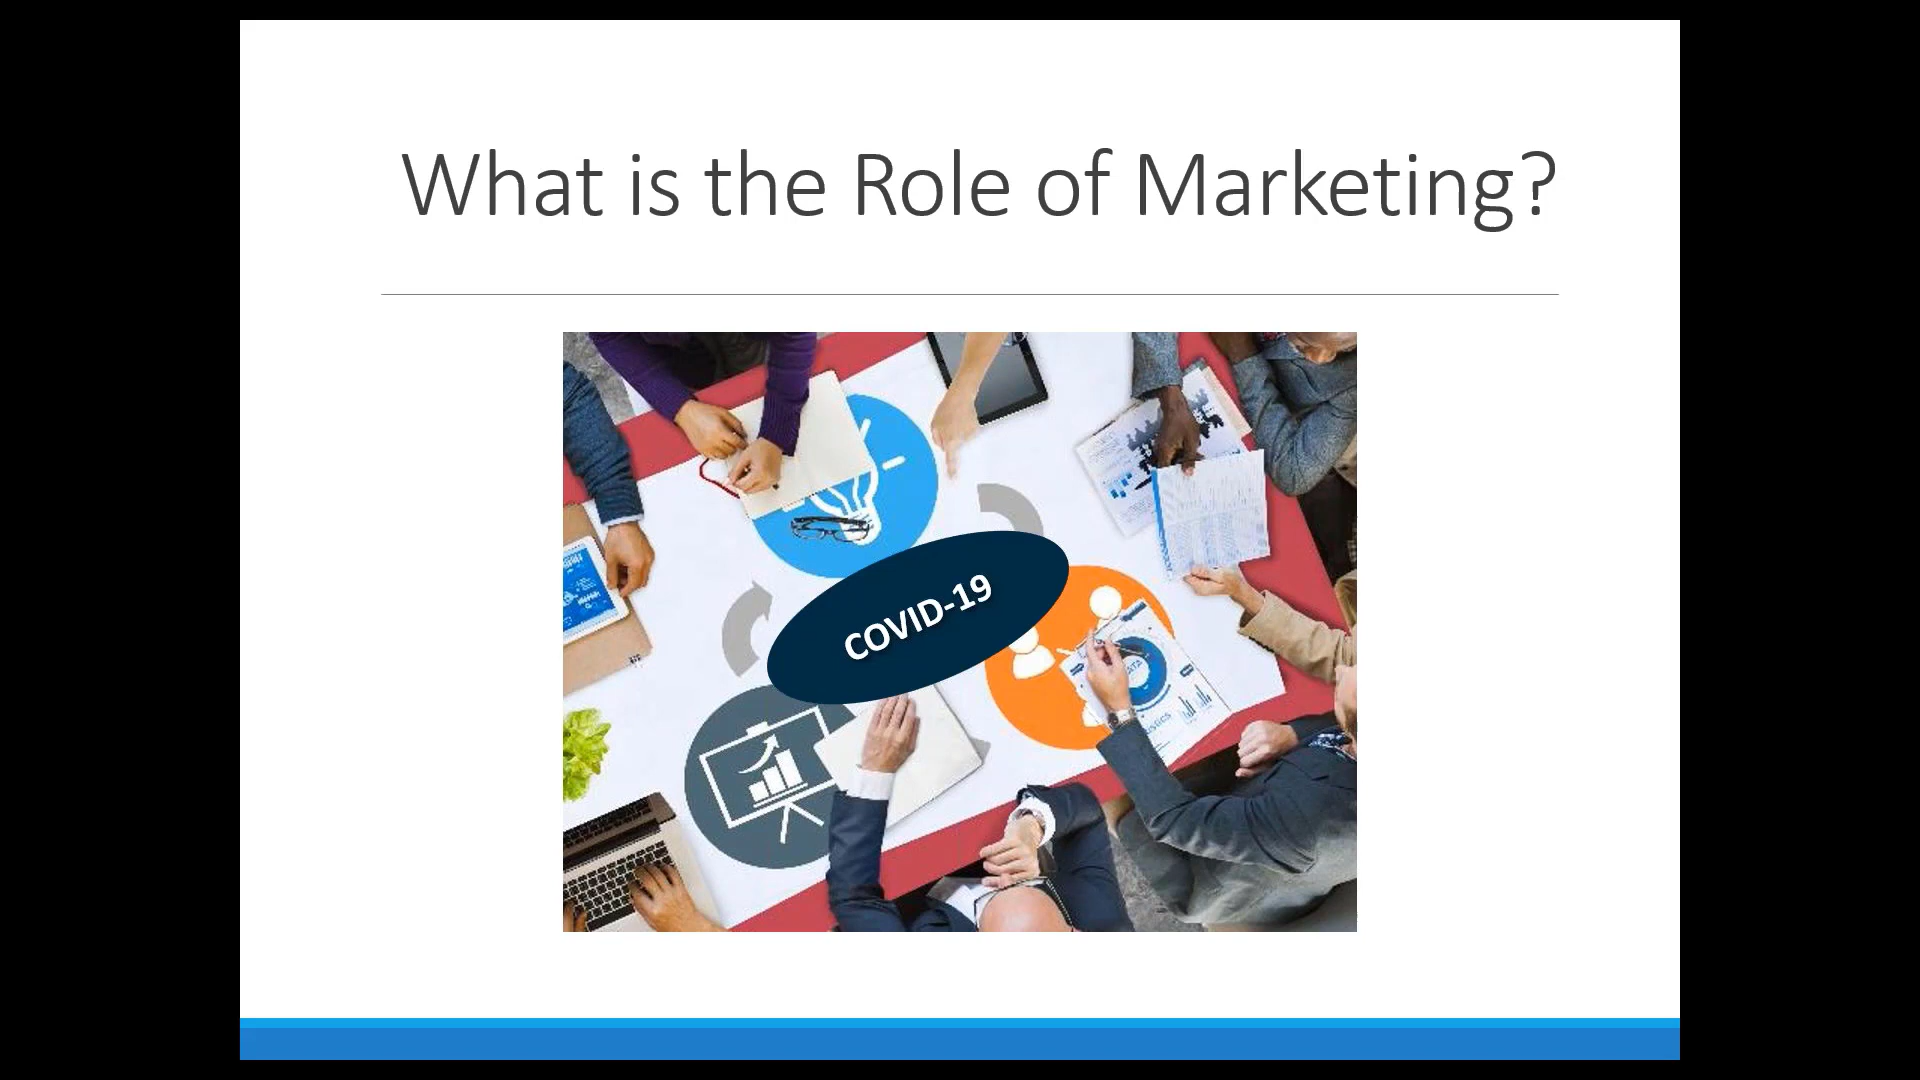 What is the Role of Marketing?
COVID-19